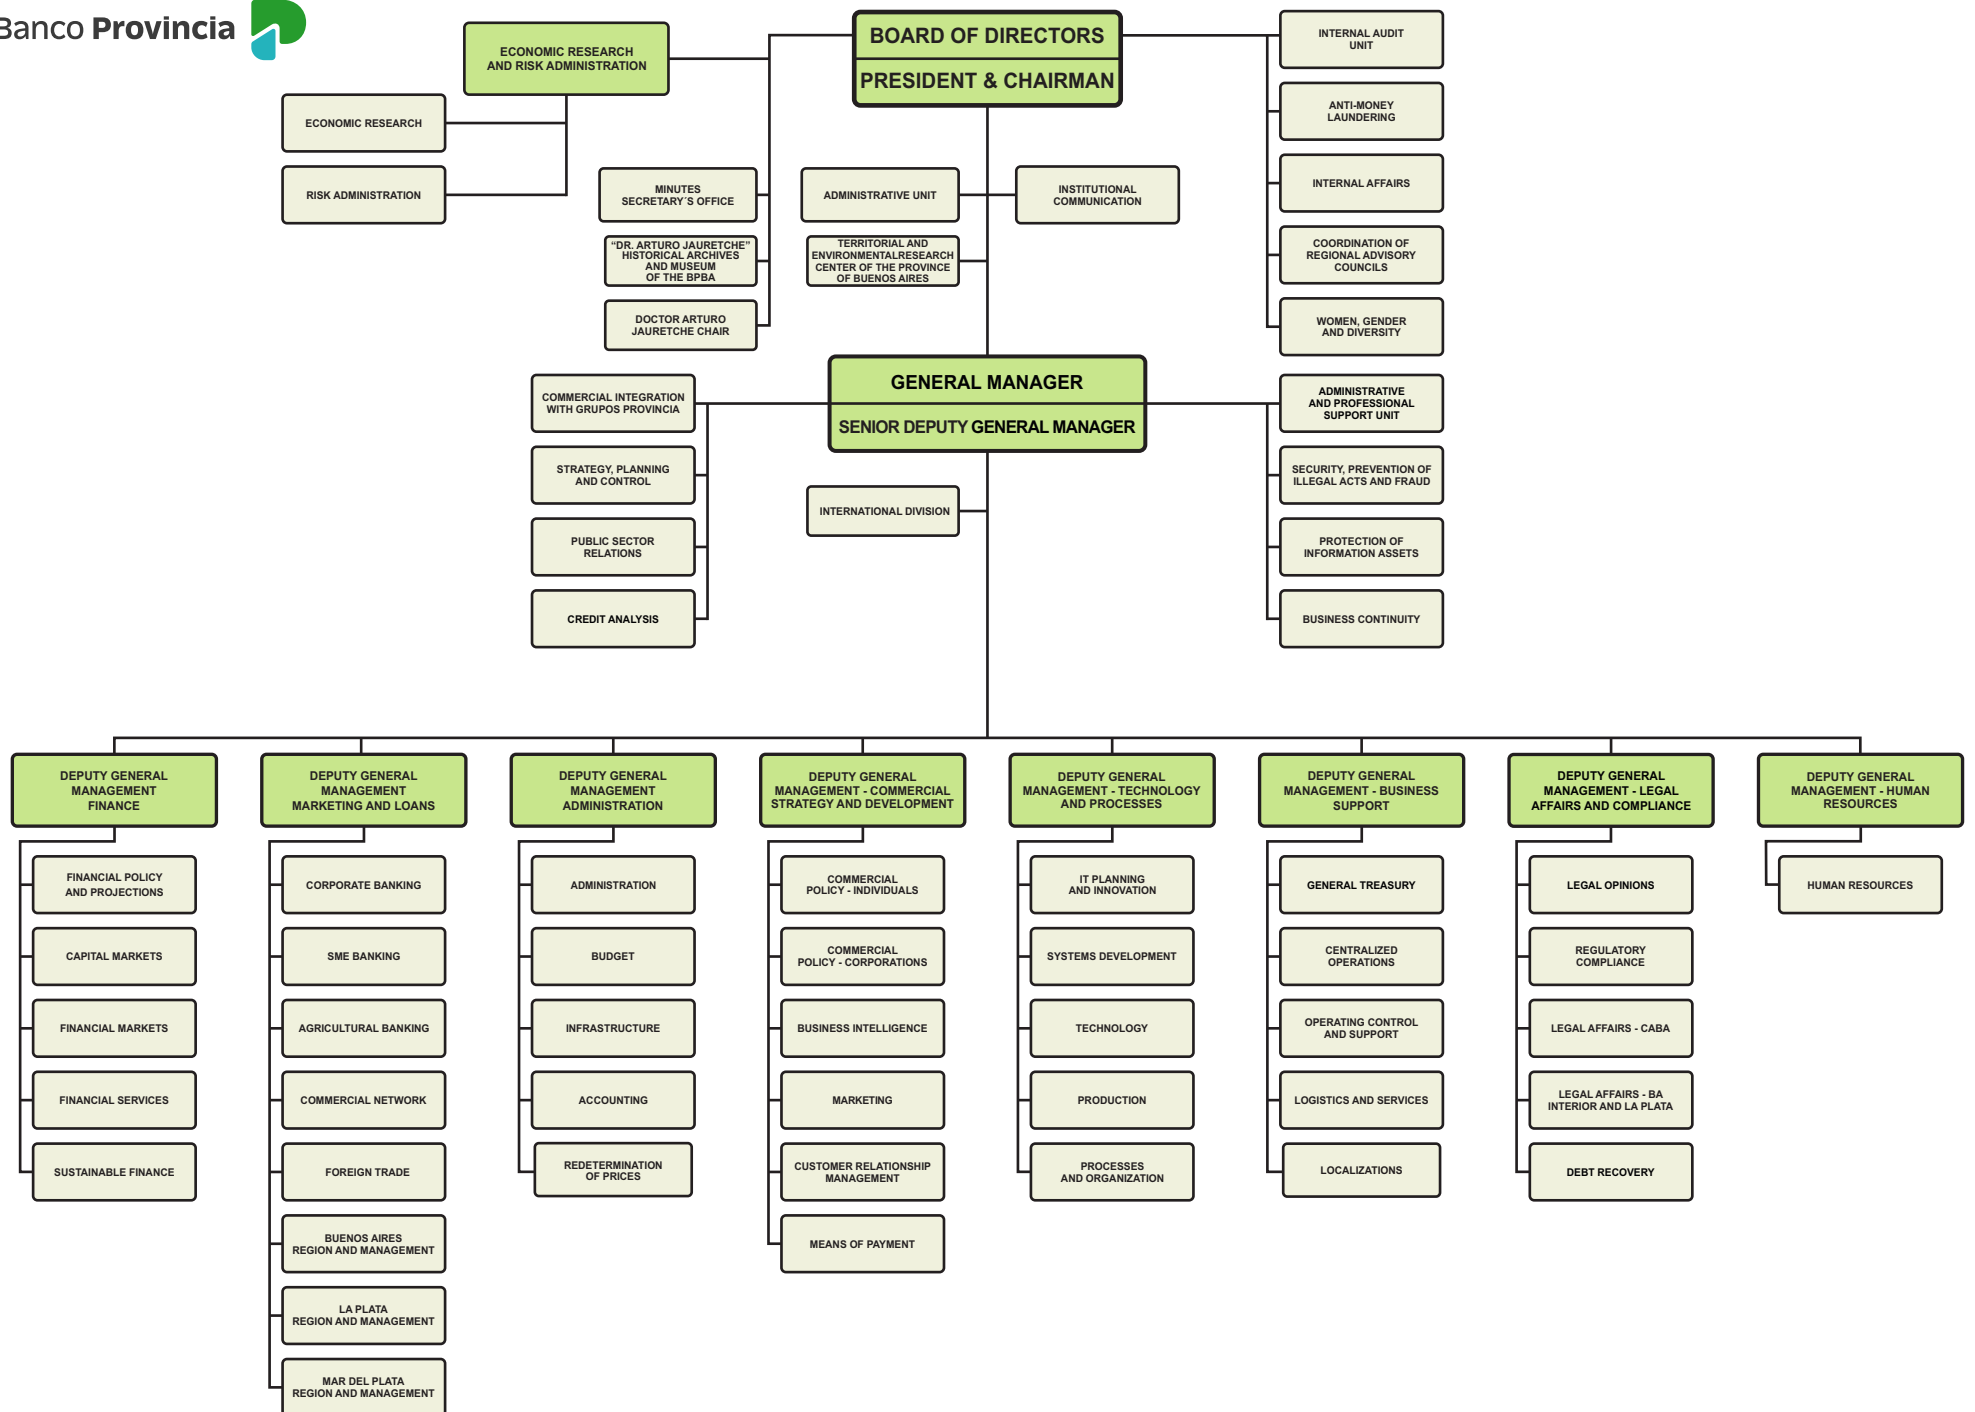 Banco Provincia
ECONOMIC RESEARCH
AND RISK ADMINISTRATION
BOARD OF DIRECTORS
PRESIDENT & CHAIRMAN
INTERNAL AUDIT
UNIT
ECONOMIC RESEARCH
ANTI-MONEY
LAUNDERING
RISK ADMINISTRATION
MINUTES
SECRETARY´S OFFICE
ADMINISTRATIVE UNIT
INSTITUTIONAL
COMMUNICATION
INTERNAL AFFAIRS
“DR. ARTURO JAURETCHE”
HISTORICAL ARCHIVES
AND MUSEUM
OF THE BPBA
TERRITORIAL AND
ENVIRONMENTALRESEARCH
CENTER OF THE PROVINCE
OF BUENOS AIRES
COORDINATION OF
REGIONAL ADVISORY
COUNCILS
DOCTOR ARTURO
JAURETCHE CHAIR
WOMEN, GENDER
AND DIVERSITY
GENERAL MANAGER
SENIOR DEPUTY GENERAL MANAGER
COMMERCIAL INTEGRATION
WITH GRUPOS PROVINCIA
ADMINISTRATIVE
AND PROFESSIONAL
SUPPORT UNIT
STRATEGY, PLANNING
AND CONTROL
SECURITY, PREVENTION OF
ILLEGAL ACTS AND FRAUD
INTERNATIONAL DIVISION
PUBLIC SECTOR
RELATIONS
PROTECTION OF
INFORMATION ASSETS
CREDIT ANALYSIS
BUSINESS CONTINUITY
DEPUTY GENERAL
MANAGEMENT
FINANCE
FINANCIAL POLICY
AND PROJECTIONS
CAPITAL MARKETS
FINANCIAL MARKETS
FINANCIAL SERVICES
SUSTAINABLE FINANCE
DEPUTY GENERAL
MANAGEMENT
MARKETING AND LOANS
CORPORATE BANKING
SME BANKING
AGRICULTURAL BANKING
COMMERCIAL NETWORK
FOREIGN TRADE
BUENOS AIRES
REGION AND MANAGEMENT
LA PLATA
REGION AND MANAGEMENT
MAR DEL PLATA
REGION AND MANAGEMENT
DEPUTY GENERAL
MANAGEMENT
ADMINISTRATION
ADMINISTRATION
BUDGET
INFRASTRUCTURE
ACCOUNTING
REDETERMINATION
OF PRICES
DEPUTY GENERAL
MANAGEMENT - COMMERCIAL
STRATEGY AND DEVELOPMENT
COMMERCIAL
POLICY - INDIVIDUALS
COMMERCIAL
POLICY - CORPORATIONS
BUSINESS INTELLIGENCE
MARKETING
CUSTOMER RELATIONSHIP
MANAGEMENT
MEANS OF PAYMENT
DEPUTY GENERAL
MANAGEMENT - TECHNOLOGY
AND PROCESSES
IT PLANNING
AND INNOVATION
SYSTEMS DEVELOPMENT
TECHNOLOGY
PRODUCTION
PROCESSES
AND ORGANIZATION
DEPUTY GENERAL
MANAGEMENT - BUSINESS
SUPPORT
GENERAL TREASURY
CENTRALIZED
OPERATIONS
OPERATING CONTROL
AND SUPPORT
LOGISTICS AND SERVICES
LOCALIZATIONS
DEPUTY GENERAL
MANAGEMENT - LEGAL
AFFAIRS AND COMPLIANCE
LEGAL OPINIONS
REGULATORY
COMPLIANCE
LEGAL AFFAIRS - CABA
LEGAL AFFAIRS - BA
INTERIOR AND LA PLATA
DEBT RECOVERY
DEPUTY GENERAL
MANAGEMENT - HUMAN
RESOURCES
HUMAN RESOURCES